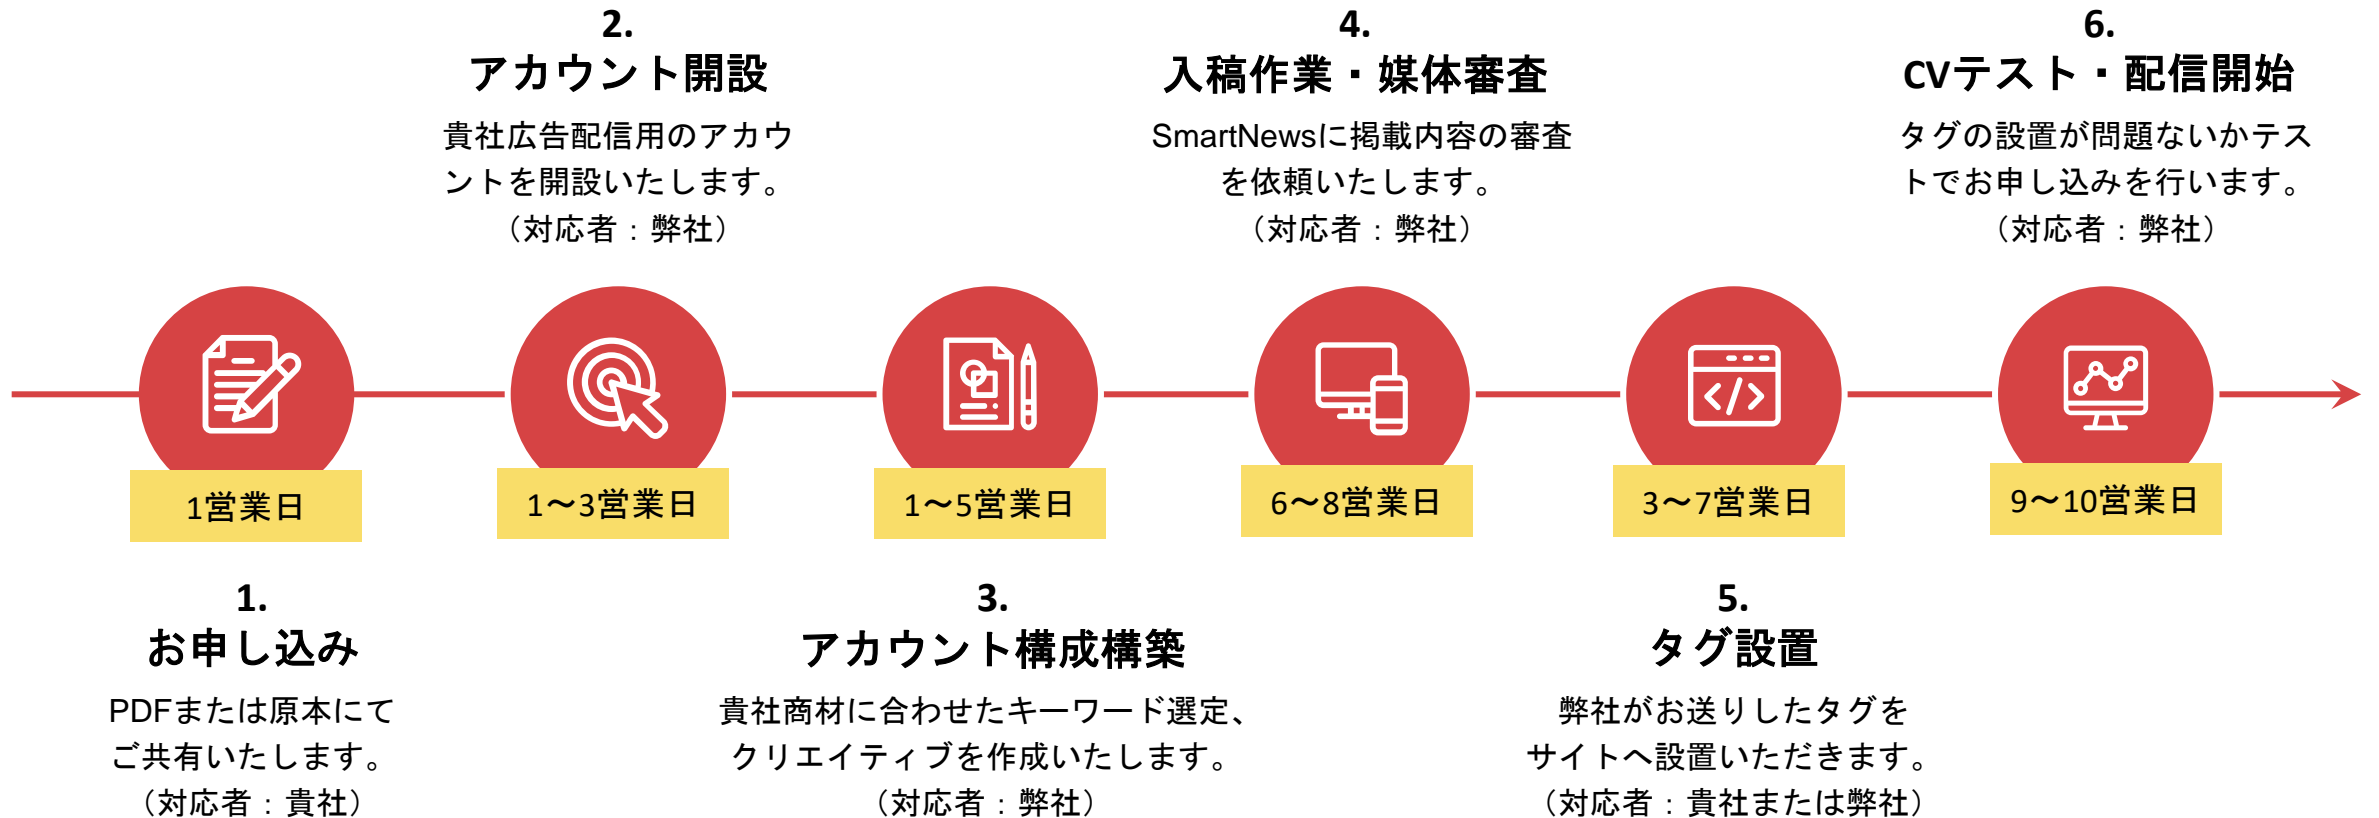 1.
お申し込み
PDFまたは原本にて
ご共有いたします。
（対応者：貴社）
1営業日
2.
アカウント開設
貴社広告配信用のアカウ
ントを開設いたします。
（対応者：弊社）
1〜3営業日
3.
アカウント構成構築
貴社商材に合わせたキーワード選定、
クリエイティブを作成いたします。
（対応者：弊社）
1〜5営業日
4.
入稿作業・媒体審査
SmartNewsに掲載内容の審査
を依頼いたします。
（対応者：弊社）
6〜8営業日
5.
タグ設置
弊社がお送りしたタグを
サイトへ設置いただきます。
（対応者：貴社または弊社）
3〜7営業日
6.
CVテスト・配信開始
タグの設置が問題ないかテス
トでお申し込みを行います。
（対応者：弊社）
9〜10営業日